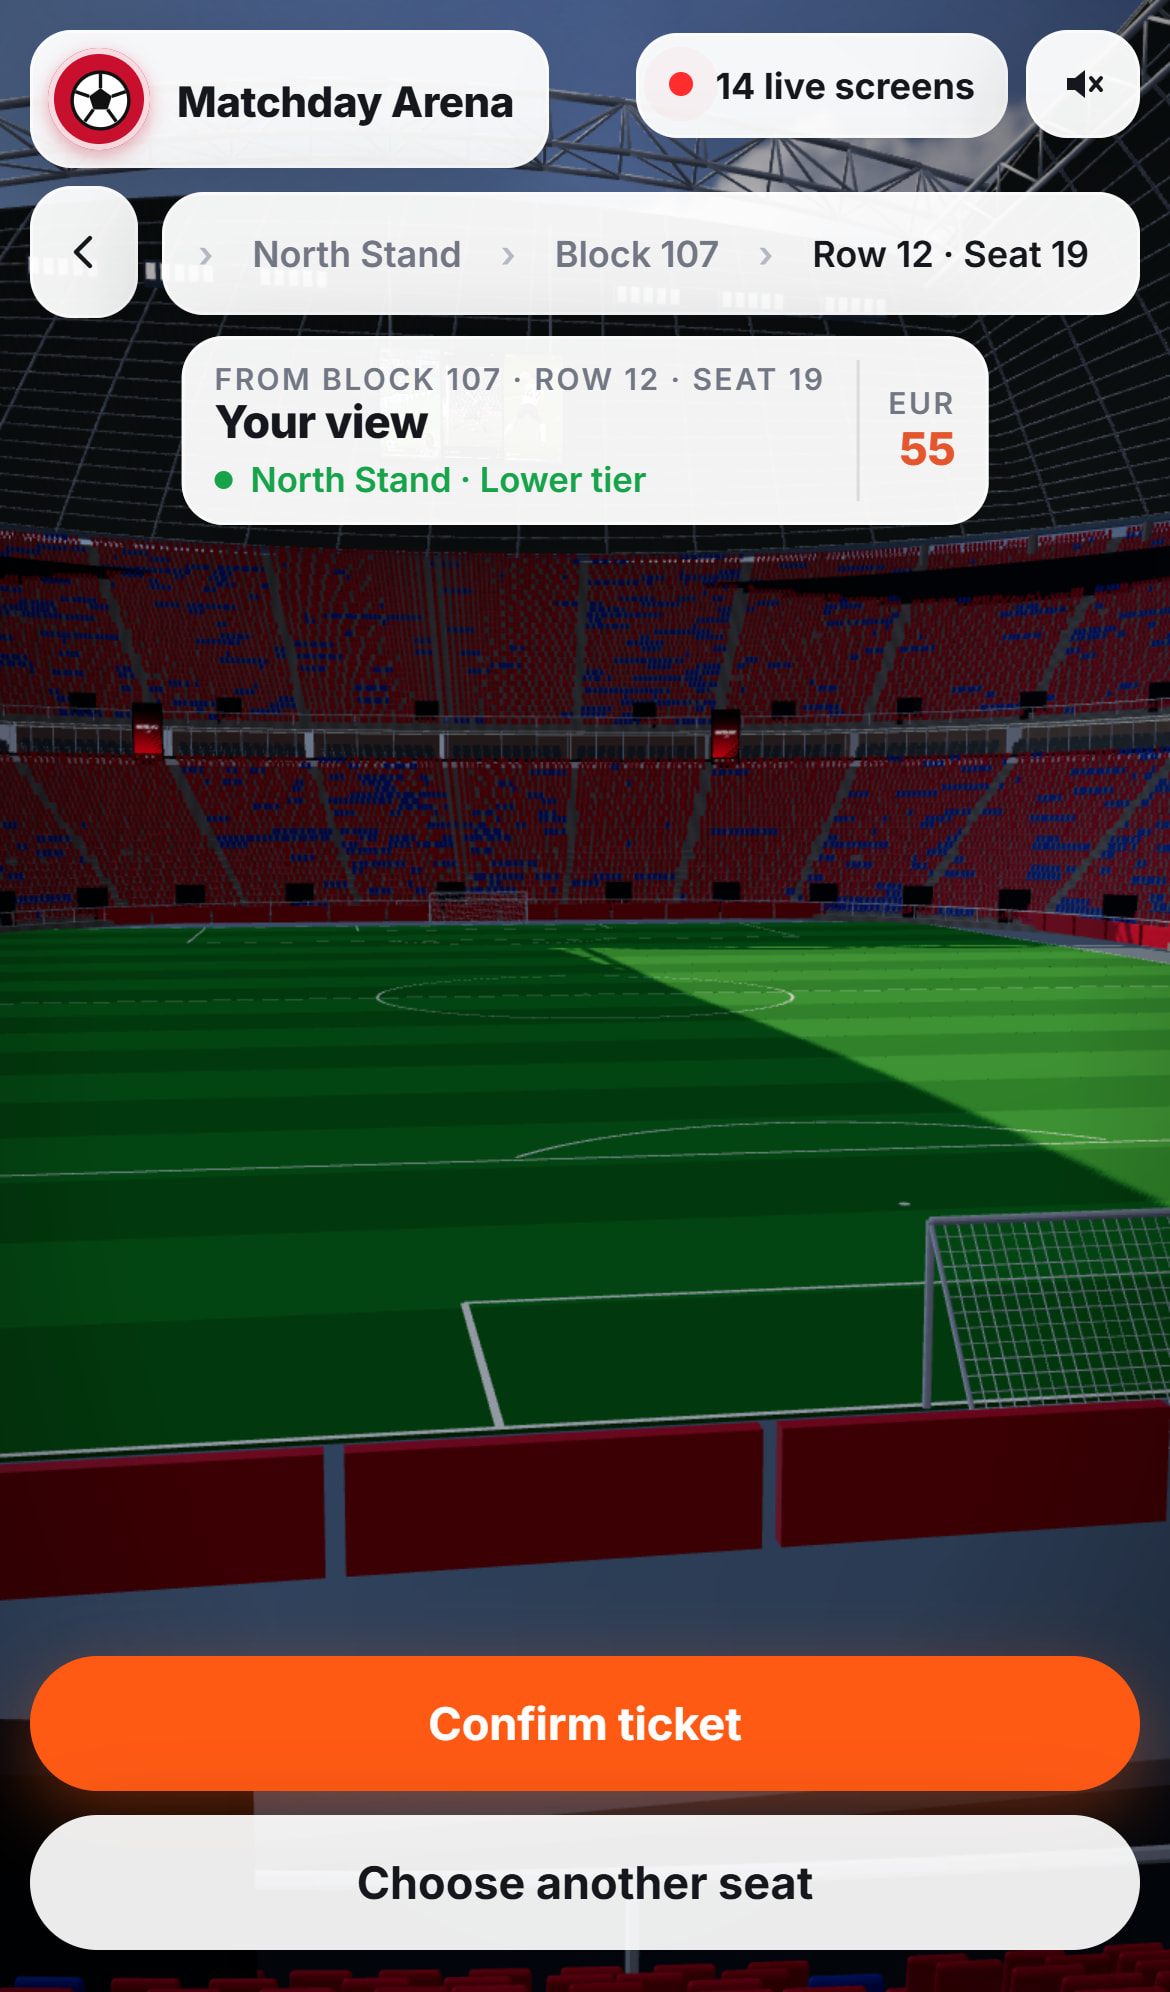 Matchday Arena
14 live screens
› North Stand › Block 107 › Row 12 · Seat 19
FROM BLOCK 107 · ROW 12 · SEAT 19
Your view
North Stand · Lower tier
EUR
55
Confirm ticket
Choose another seat